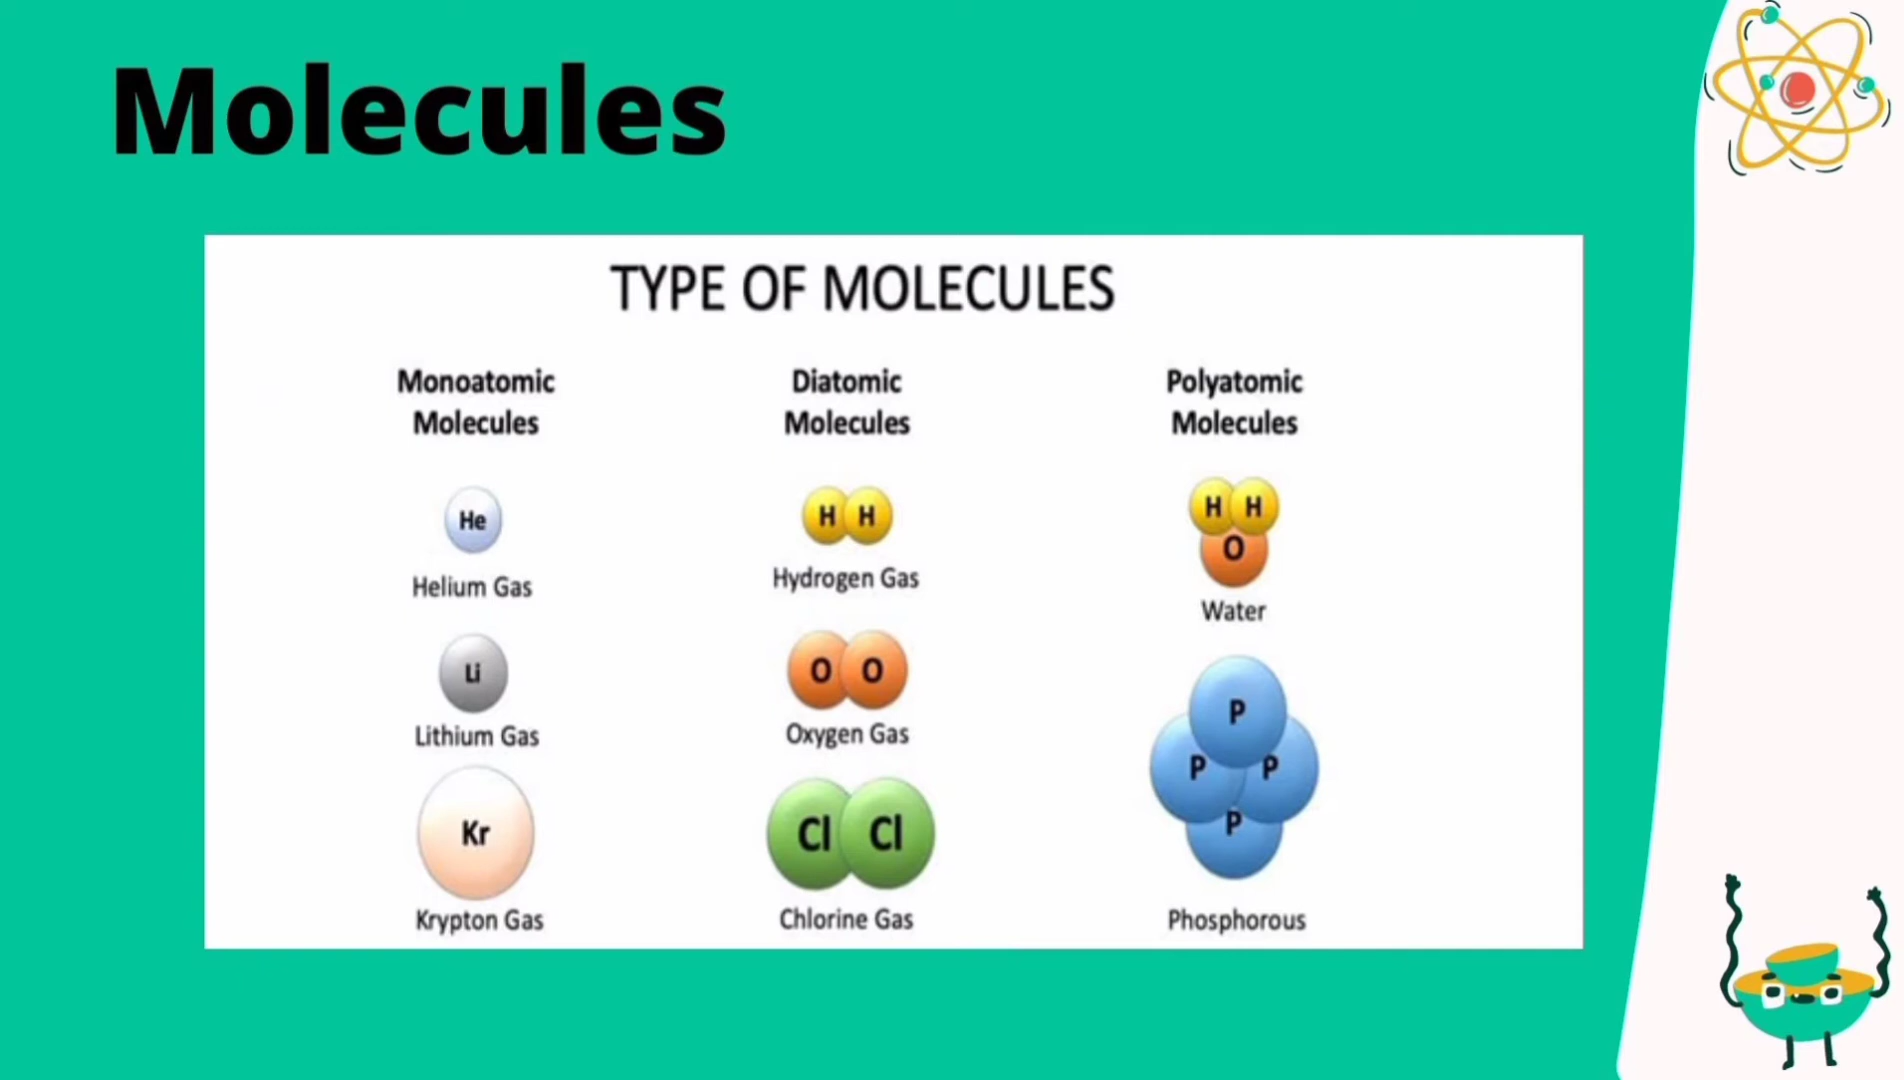 Molecules
TYPE OF MOLECULES
Monoatomic
Molecules
He
Helium Gas
Li
Lithium Gas
Kr
Krypton Gas
Diatomic
Molecules
H H
Hydrogen Gas
O O
Oxygen Gas
Cl Cl
Chlorine Gas
Polyatomic
Molecules
H H
O
Water
P
P P
P
Phosphorous